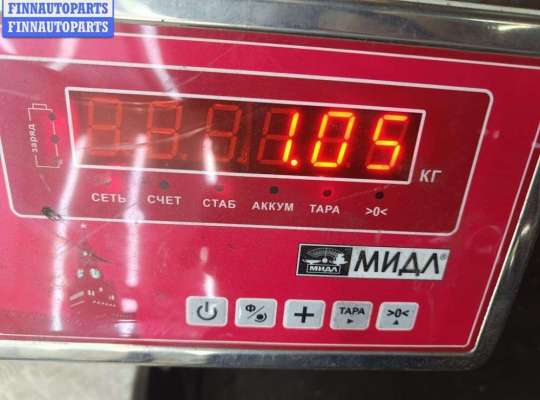 FINNAUTOPARTS
FINNAUTOPARTS
заряд
1.05
КГ
СЕТЬ СЧЕТ СТАБ АККУМ ТАРА >0<
МИДЛ МИДЛ®
Ф
ТАРА >0<